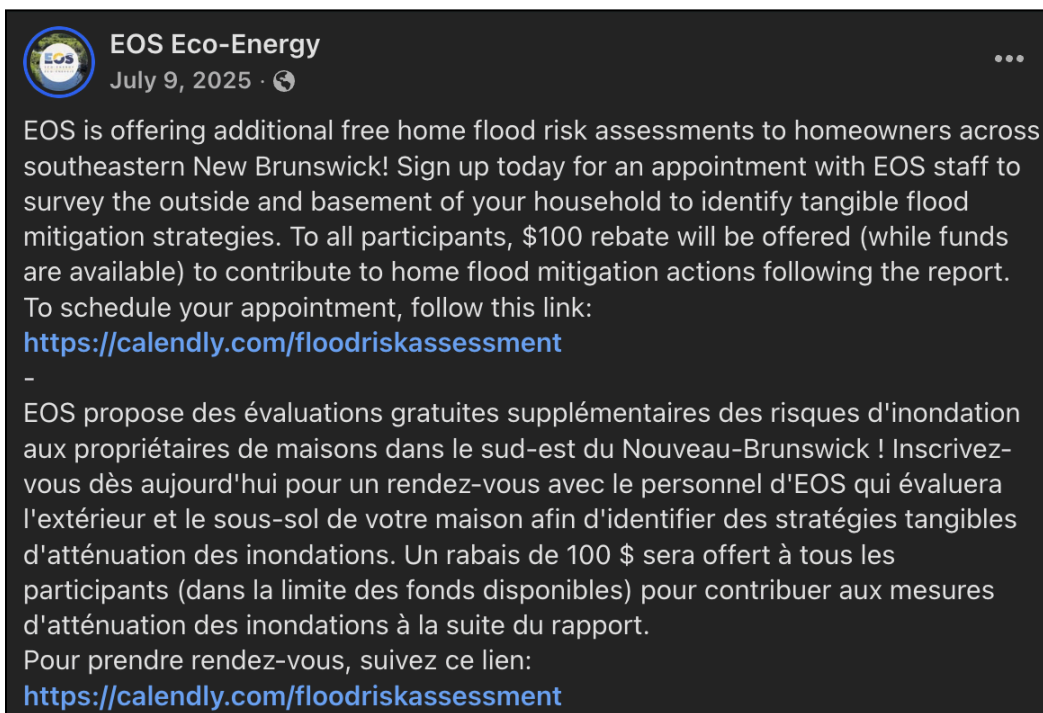 EOS Eco-Energy
July 9, 2025 ·
EOS
EOS is offering additional free home flood risk assessments to homeowners across
southeastern New Brunswick! Sign up today for an appointment with EOS staff to
survey the outside and basement of your household to identify tangible flood
mitigation strategies. To all participants, $100 rebate will be offered (while funds
are available) to contribute to home flood mitigation actions following the report.
To schedule your appointment, follow this link:
https://calendly.com/floodriskassessment
-
EOS propose des évaluations gratuites supplémentaires des risques d'inondation
aux propriétaires de maisons dans le sud-est du Nouveau-Brunswick ! Inscrivez-
vous dès aujourd'hui pour un rendez-vous avec le personnel d'EOS qui évaluera
l'extérieur et le sous-sol de votre maison afin d'identifier des stratégies tangibles
d'atténuation des inondations. Un rabais de 100 $ sera offert à tous les
participants (dans la limite des fonds disponibles) pour contribuer aux mesures
d'atténuation des inondations à la suite du rapport.
Pour prendre rendez-vous, suivez ce lien:
https://calendly.com/floodriskassessment